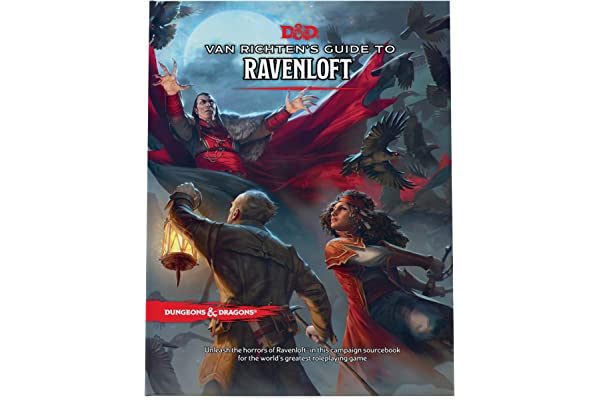 D&D
VAN RICHTEN'S GUIDE TO
RAVENLOFT
DUNGEONS & DRAGONS®
Unleash the horrors of Ravenloft® in this campaign sourcebook
for the world's greatest roleplaying game